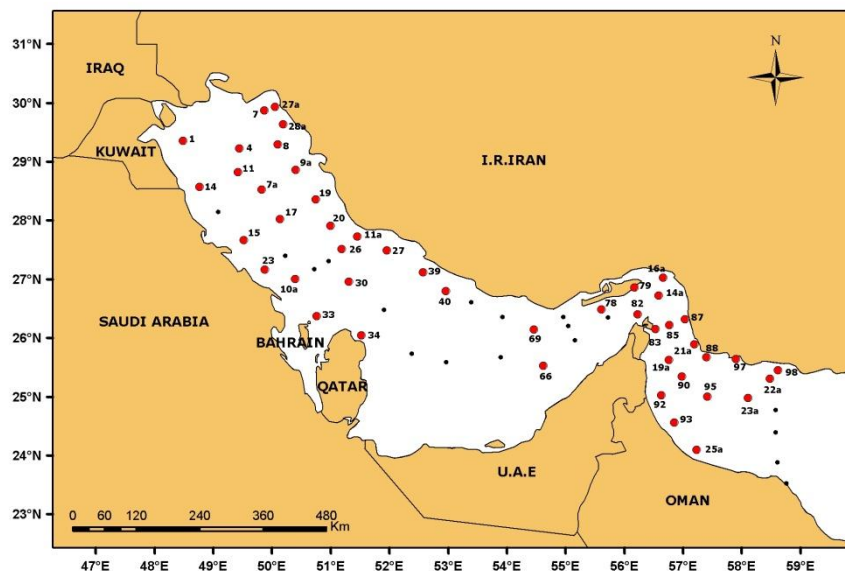 N
31°N
IRAQ
30°N
7
27a
28a
KUWAIT
1
4
8
I.R.IRAN
29°N
11
9a
14
7a
19
28°N
17
20
15
11a
26
27
27°N
23
39
16a
10a
30
40
79
14a
78
82
87
33
26°N
SAUDI ARABIA
BAHRAIN
34
69
83
85
21a
88
97
98
QATAR
66
19a
90
22a
25°N
92
95
23a
93
24°N
25a
U.A.E
OMAN
23°N
0 60 120 240 360 480
Km
47°E 48°E 49°E 50°E 51°E 52°E 53°E 54°E 55°E 56°E 57°E 58°E 59°E